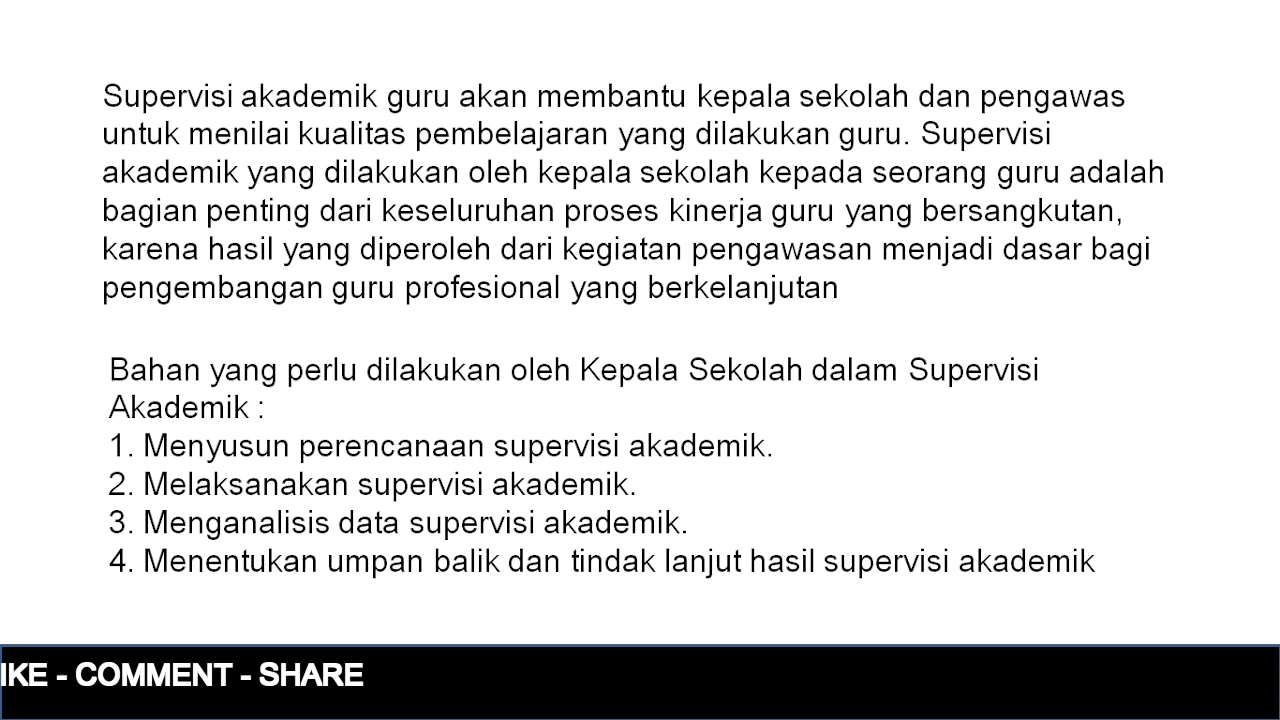 Supervisi akademik guru akan membantu kepala sekolah dan pengawas
untuk menilai kualitas pembelajaran yang dilakukan guru. Supervisi
akademik yang dilakukan oleh kepala sekolah kepada seorang guru adalah
bagian penting dari keseluruhan proses kinerja guru yang bersangkutan,
karena hasil yang diperoleh dari kegiatan pengawasan menjadi dasar bagi
pengembangan guru profesional yang berkelanjutan
Bahan yang perlu dilakukan oleh Kepala Sekolah dalam Supervisi
Akademik :
1. Menyusun perencanaan supervisi akademik.
2. Melaksanakan supervisi akademik.
3. Menganalisis data supervisi akademik.
4. Menentukan umpan balik dan tindak lanjut hasil supervisi akademik
IKE - COMMENT - SHARE